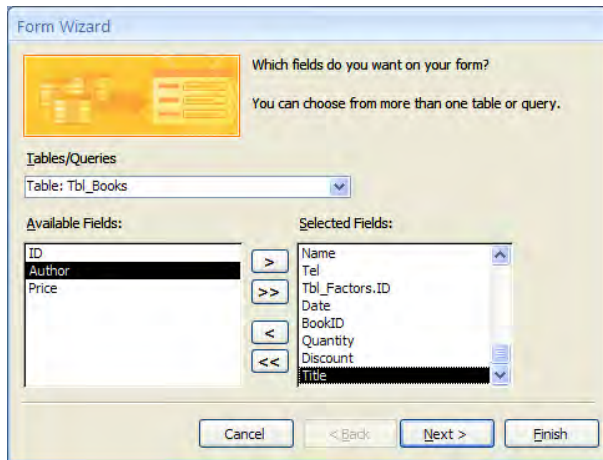 Form Wizard
Which fields do you want on your form?
You can choose from more than one table or query.
Tables/Queries
Table: Tbl_Books
Available Fields:
ID
Author
Price
>
>>
<
<<
Selected Fields:
Name
Tel
Tbl_Factors.ID
Date
BookID
Quantity
Discount
Title
Cancel
< Back
Next >
Finish